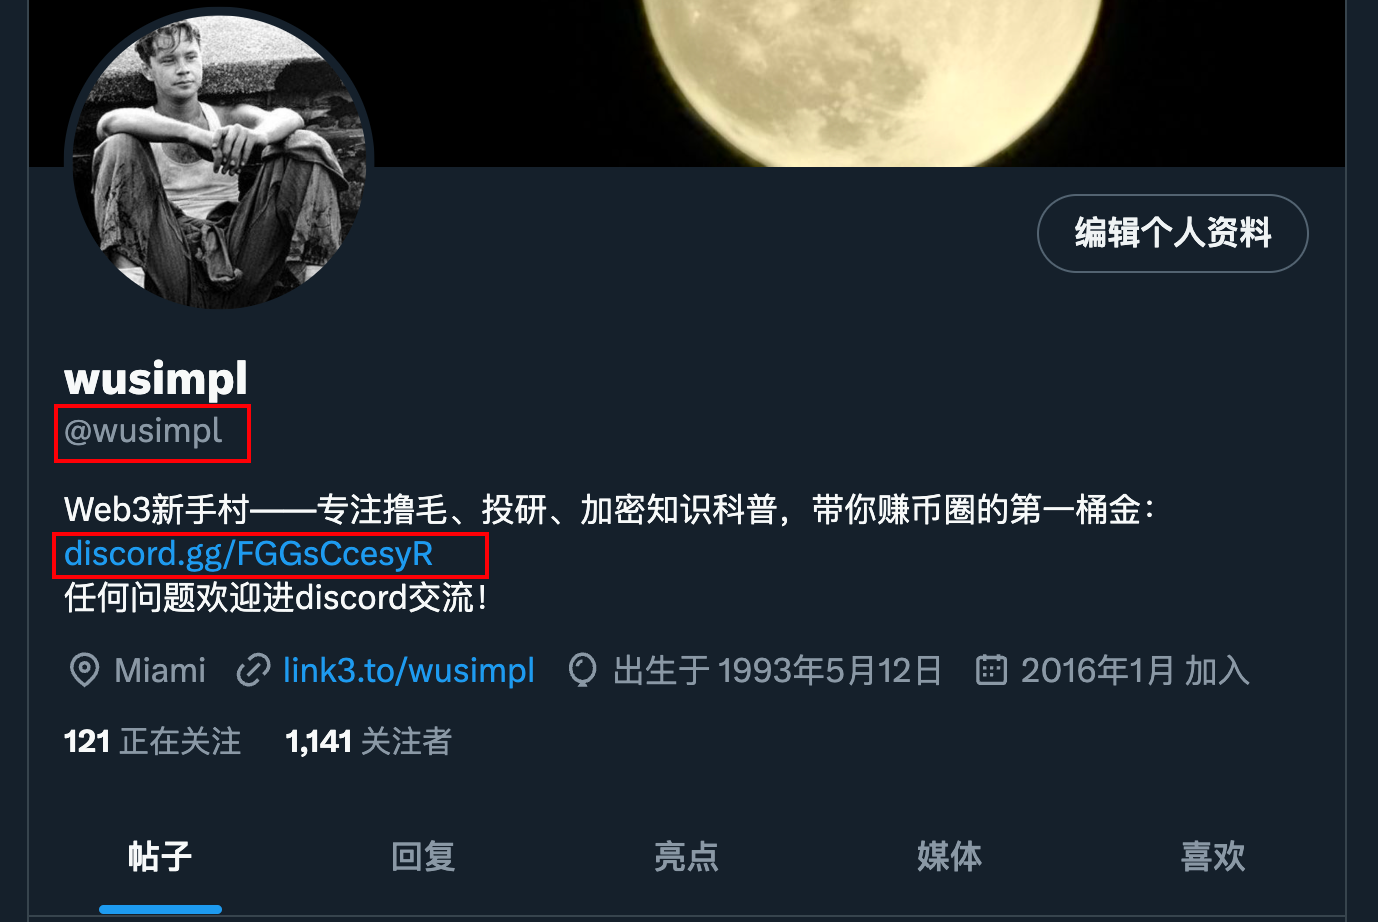 编辑个人资料
wusimpl
@wusimpl
Web3新手村——专注撸毛、投研、加密知识科普，带你赚币圈的第一桶金：
discord.gg/FGGsCcesyR
任何问题欢迎进discord交流！
Miami link3.to/wusimpl 出生于 1993年5月12日 2016年1月 加入
121 正在关注 1,141 关注者
帖子 回复 亮点 媒体 喜欢